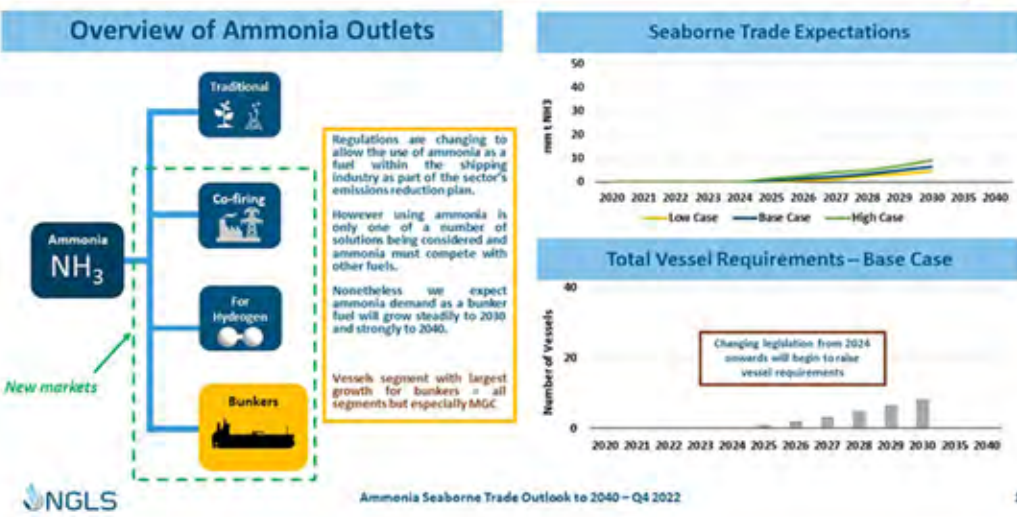 Overview of Ammonia Outlets
Traditional
Co-firing
Ammonia
NH3
For
Hydrogen
Bunkers
New markets
Regulations are changing to
allow the use of ammonia as a
fuel within the shipping
industry as part of the sector's
emissions reduction plan.
However using ammonia is
only one of a number of
solutions being considered and
ammonia must compete with
other fuels.
Nonetheless we expect
ammonia demand as a bunker
fuel will grow steadily to 2030
and strongly to 2040.
Vessels segment with largest
growth for bunkers = all
segments but especially MGC
Seaborne Trade Expectations
mm t NH3
50
40
30
20
10
0
2020 2021 2022 2023 2024 2025 2026 2027 2028 2029 2030 2035 2040
Low Case Base Case High Case
Total Vessel Requirements – Base Case
Number of Vessels
40
20
0
Changing legislation from 2024
onwards will begin to raise
vessel requirements
2020 2021 2022 2023 2024 2025 2026 2027 2028 2029 2030 2035 2040
NGLS
Ammonia Seaborne Trade Outlook to 2040 – Q4 2022